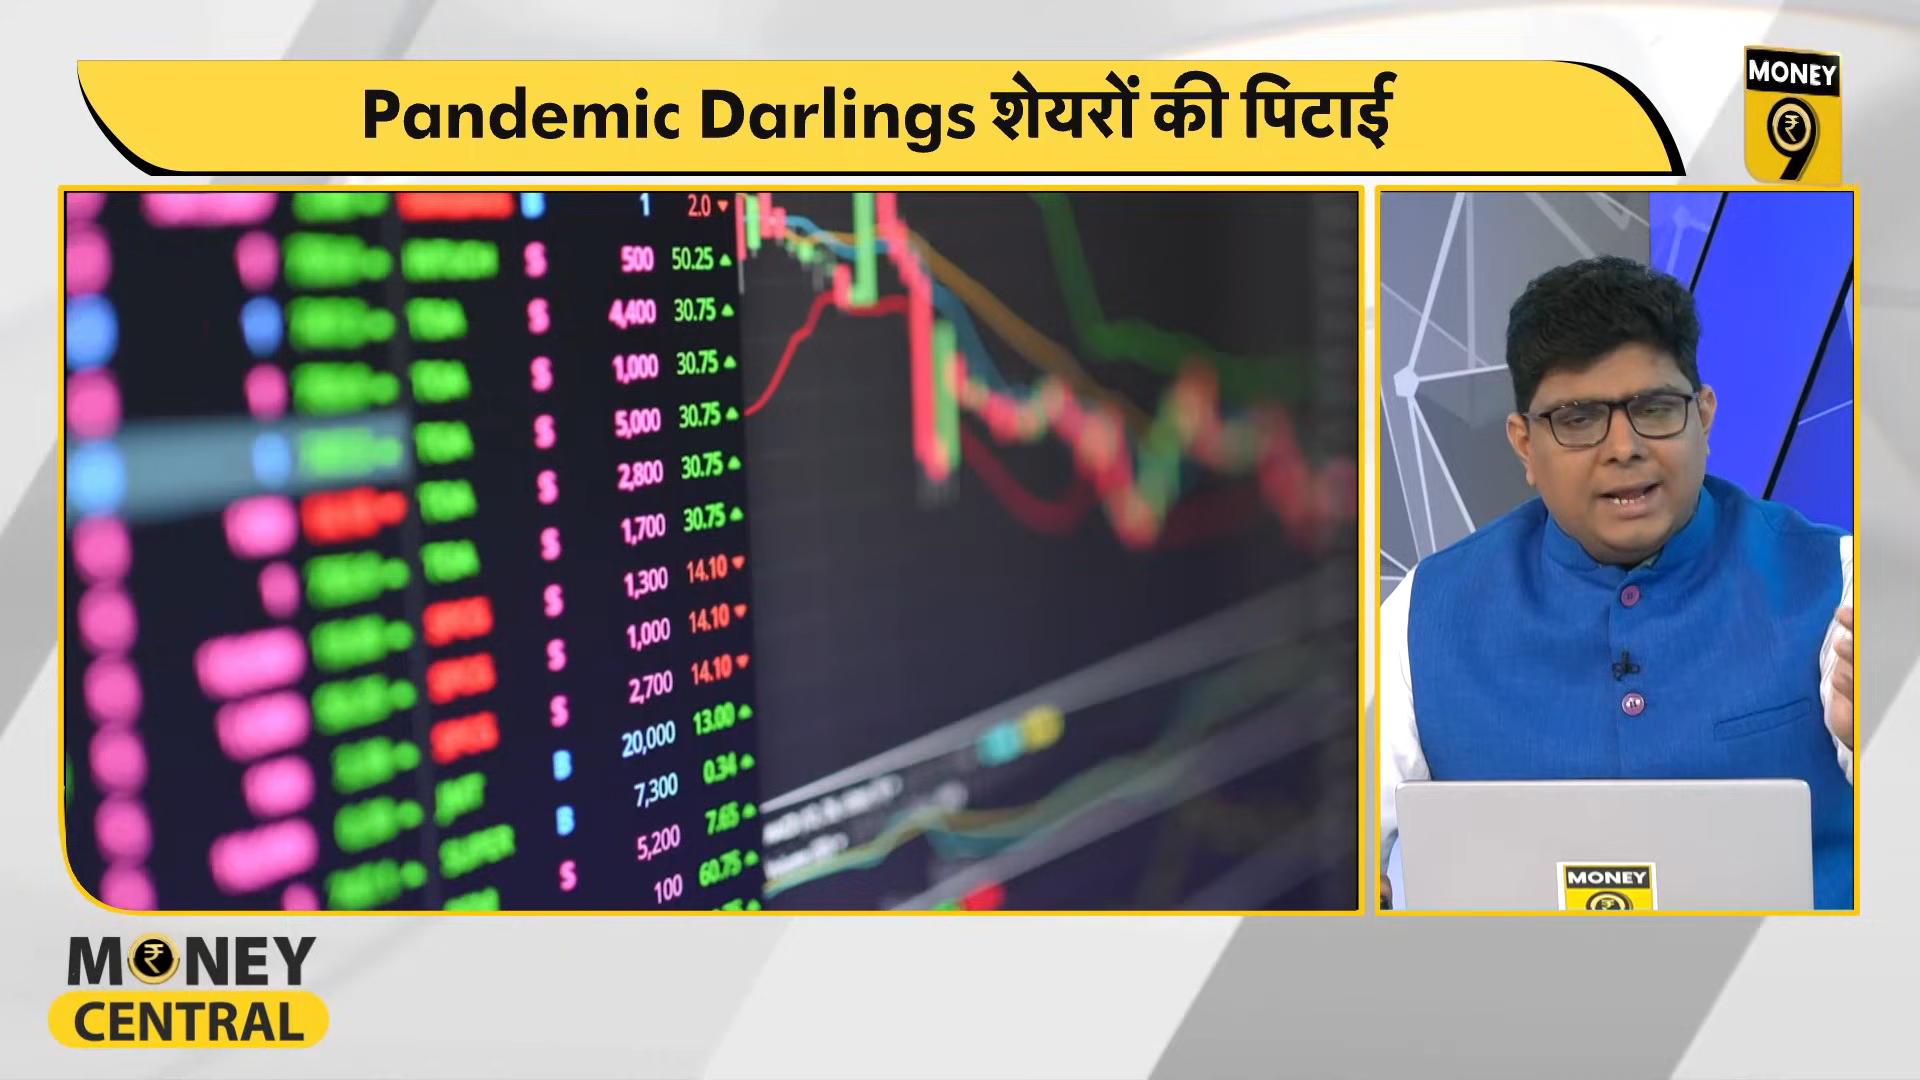 Pandemic Darlings शेयरों की पिटाई
MONEY
9
1 2.0
S 500 50.25
S 4,400 30.75
S 1,000 30.75
S 5,000 30.75
S 2,800 30.75
S 1,700 30.75
S 1,300 14.10
S 1,000 14.10
S 2,700 14.10
B 20,000 13.00
B 7,300 0.34
S 5,200 7.65
100 60.75
SUPER
MONEY
MONEY
CENTRAL